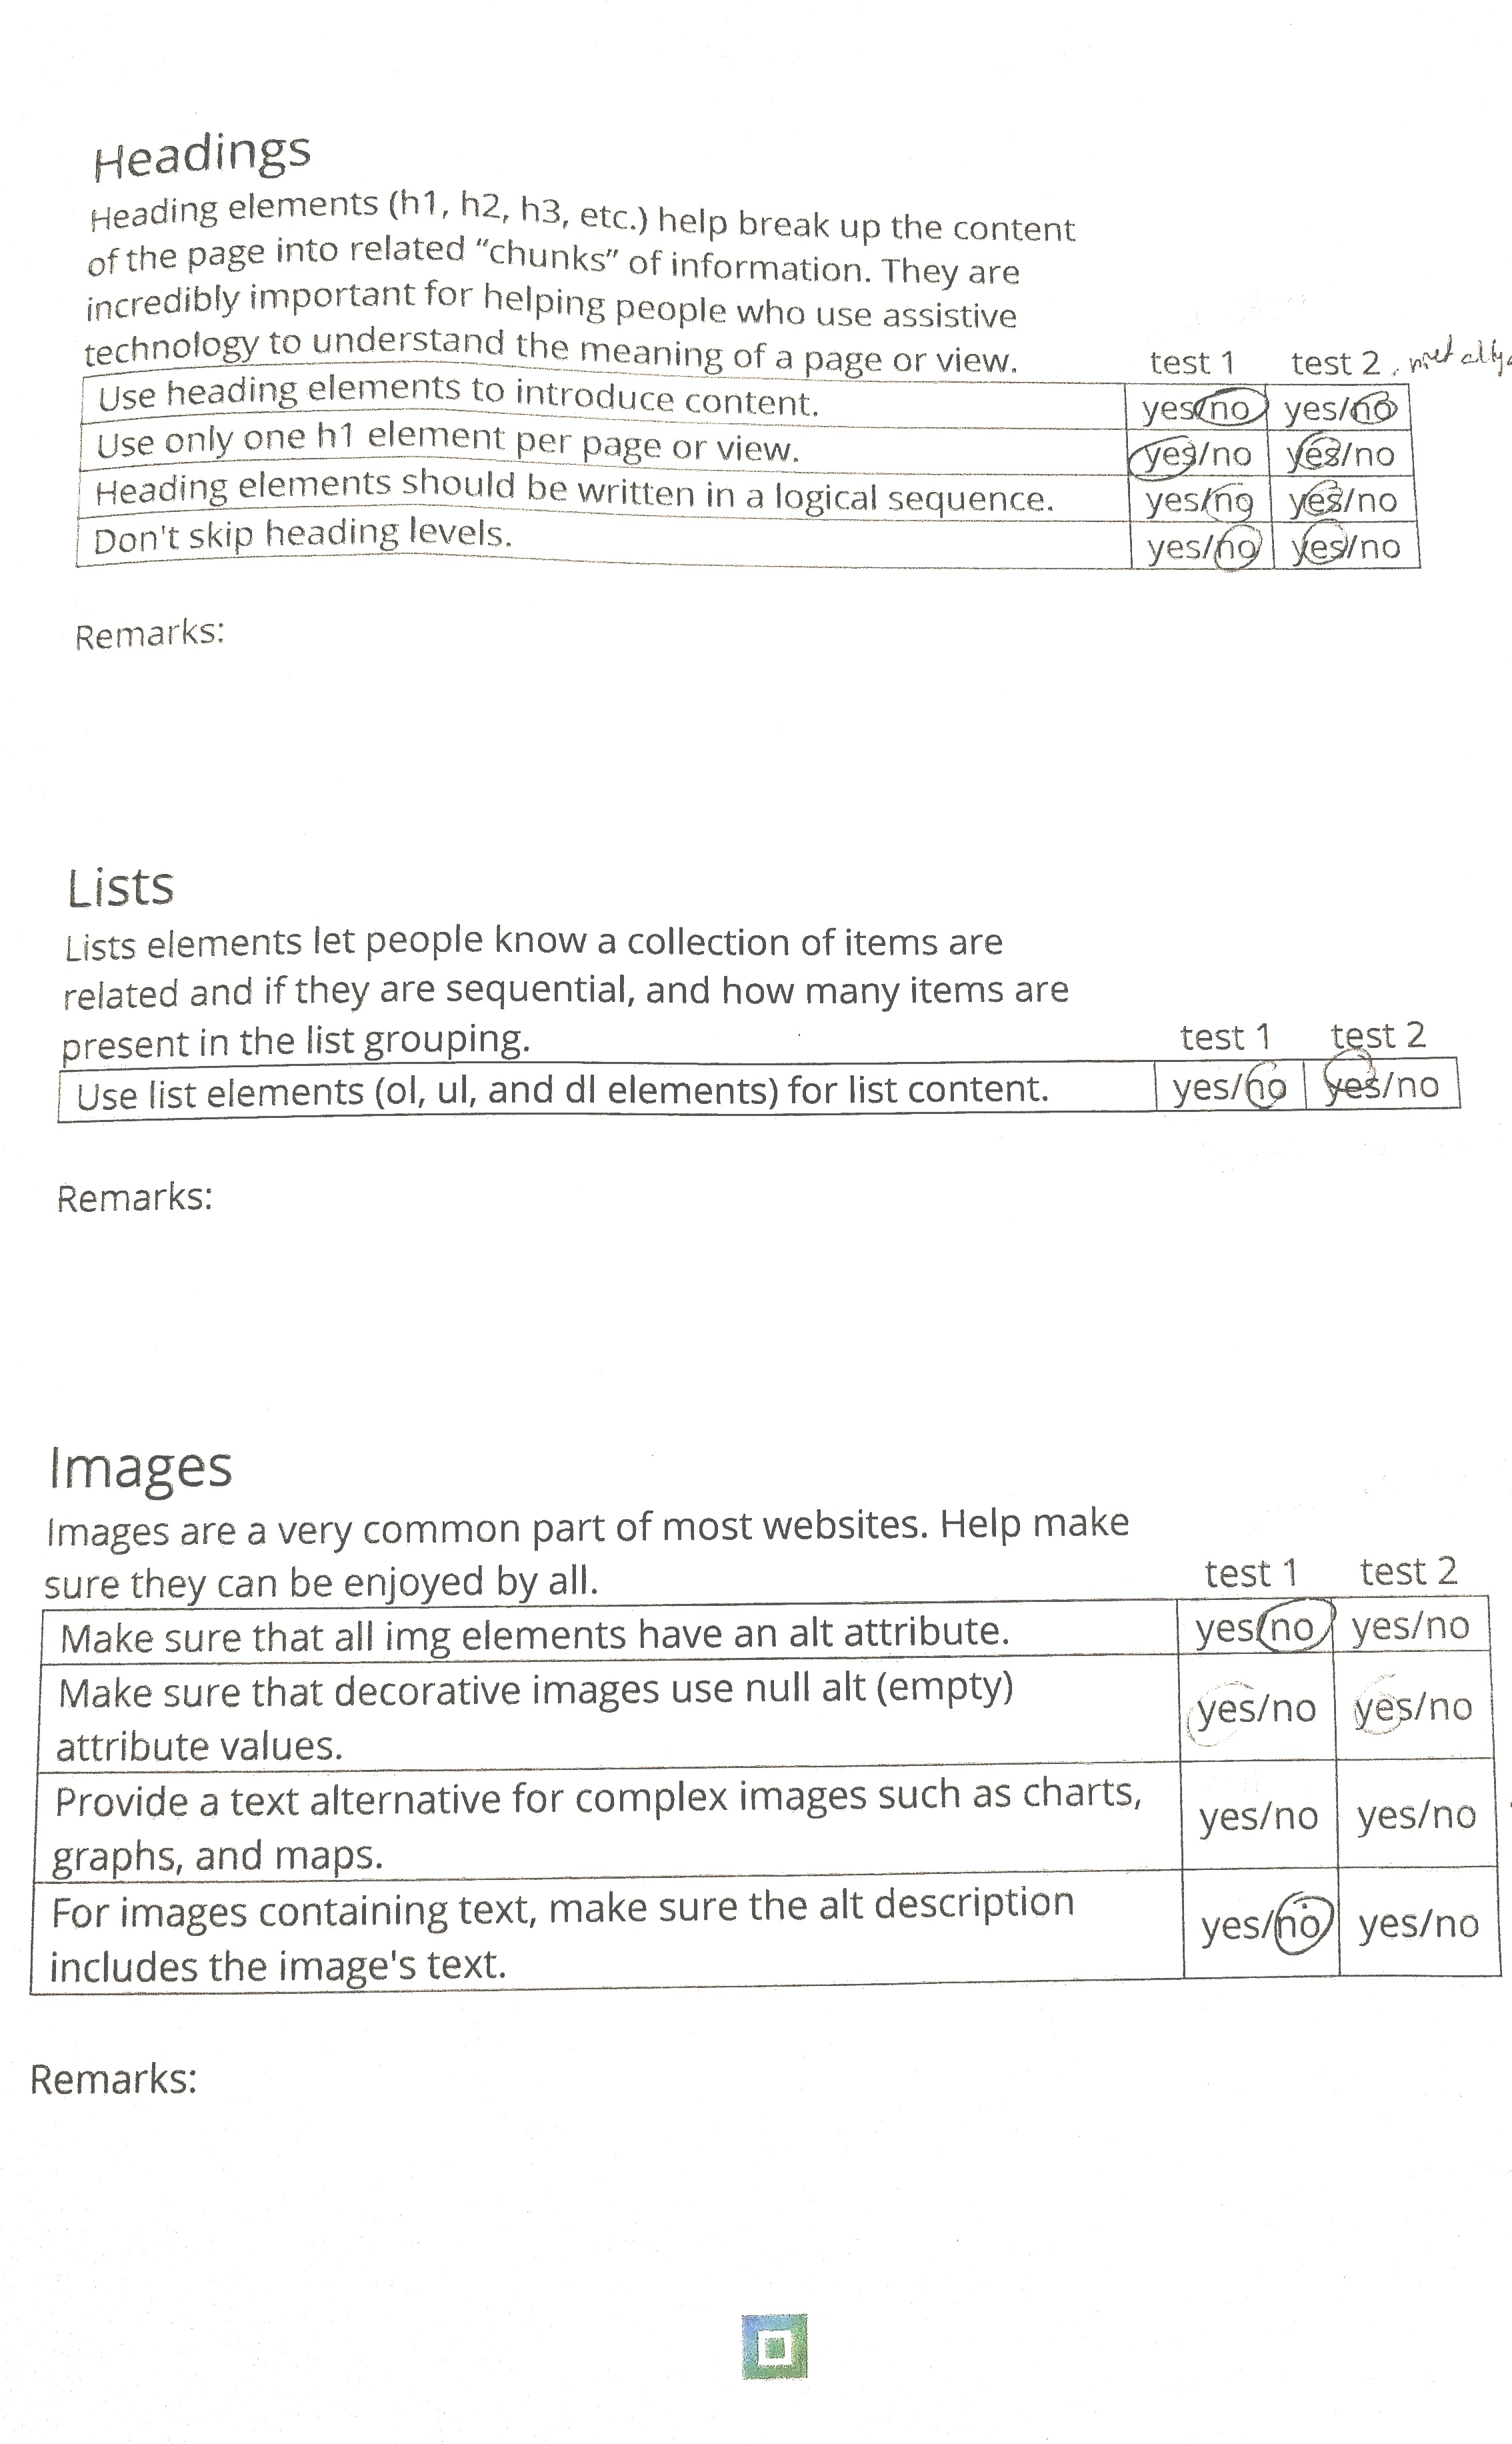 Headings
Heading elements (h1, h2, h3, etc.) help break up the content
of the page into related “chunks” of information. They are
incredibly important for helping people who use assistive
technology to understand the meaning of a page or view.
test 1 test 2
Use heading elements to introduce content. yes/no yes/no
Use only one h1 element per page or view. yes/no yes/no
Heading elements should be written in a logical sequence. yes/no yes/no
Don't skip heading levels. yes/no yes/no
Remarks:
Lists
Lists elements let people know a collection of items are
related and if they are sequential, and how many items are
present in the list grouping.
test 1 test 2
Use list elements (ol, ul, and dl elements) for list content. yes/no yes/no
Remarks:
Images
Images are a very common part of most websites. Help make
sure they can be enjoyed by all.
test 1 test 2
Make sure that all img elements have an alt attribute. yes/no yes/no
Make sure that decorative images use null alt (empty)
attribute values. yes/no yes/no
Provide a text alternative for complex images such as charts,
graphs, and maps. yes/no yes/no
For images containing text, make sure the alt description
includes the image's text. yes/no yes/no
Remarks: